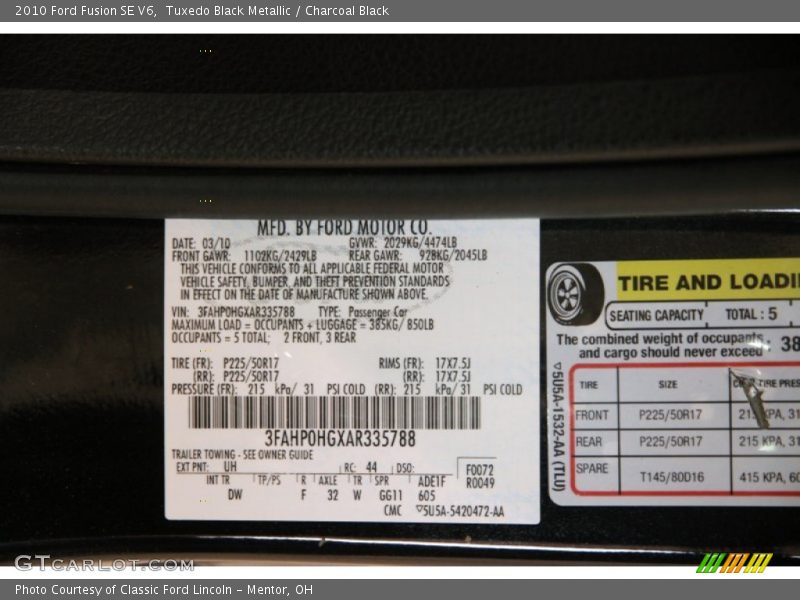 2010 Ford Fusion SE V6, Tuxedo Black Metallic / Charcoal Black
MFD. BY FORD MOTOR CO.
DATE: 03/10 GVWR: 2029KG/4474LB
FRONT GAWR: 1102KG/2429LB REAR GAWR: 928KG/2045LB
THIS VEHICLE CONFORMS TO ALL APPLICABLE FEDERAL MOTOR
VEHICLE SAFETY, BUMPER, AND THEFT PREVENTION STANDARDS
IN EFFECT ON THE DATE OF MANUFACTURE SHOWN ABOVE.
VIN: 3FAHP0HGXAR335788 TYPE: Passenger Car
MAXIMUM LOAD = OCCUPANTS + LUGGAGE = 385KG/ 850LB
OCCUPANTS = 5 TOTAL; 2 FRONT, 3 REAR
TIRE (FR): P225/50R17 RIMS (FR): 17X7.5J
(RR): P225/50R17 (RR): 17X7.5J
PRESSURE (FR): 215 kPa/ 31 PSI COLD (RR): 215 kPa/ 31 PSI COLD
3FAHP0HGXAR335788
TRAILER TOWING - SEE OWNER GUIDE
EXT PNT: UH RC: 44 DSO: F0072
R0049
INT TR TP/PS R AXLE TR SPR ADE1F
DW F 32 W GG11 605
CMC ▽5U5A-5420472-AA
TIRE AND LOADI
SEATING CAPACITY TOTAL : 5
The combined weight of occupants
and cargo should never exceed 38
▽5U5A-1532-AA (TLU)
TIRE SIZE TIRE PRES
FRONT P225/50R17 215 KPA, 31
REAR P225/50R17 215 KPA, 31
SPARE T145/80D16 415 KPA, 60
GTCARLOT.COM
Photo Courtesy of Classic Ford Lincoln - Mentor, OH